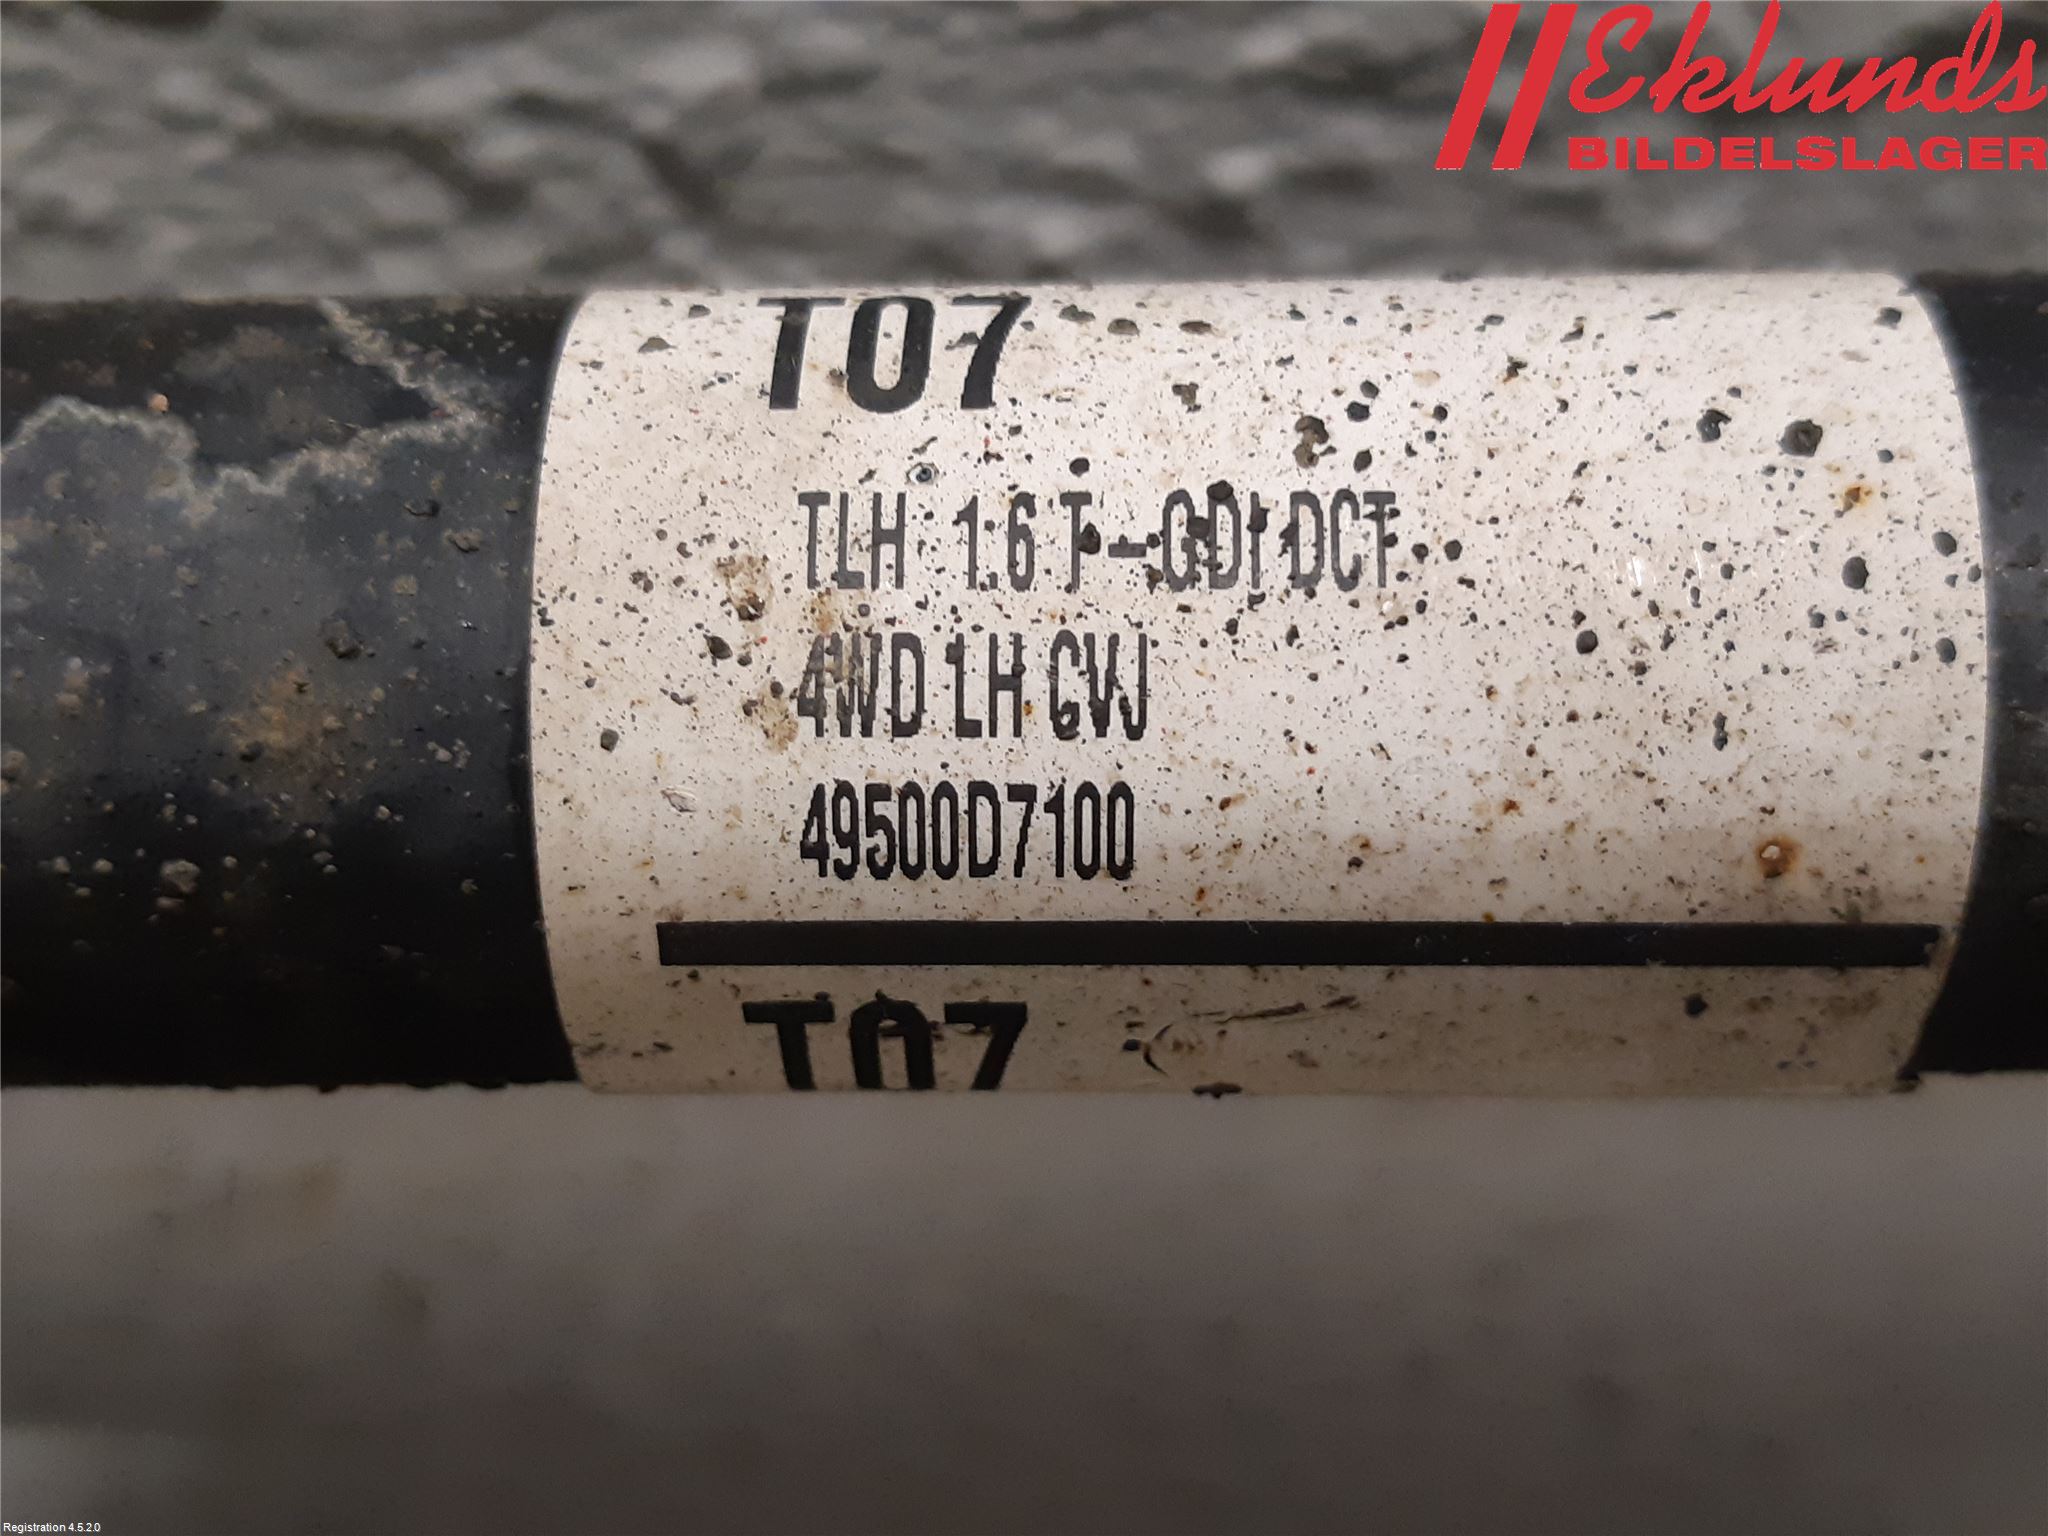 Eklunds
BILDELSLAGER
T07
TLH 1.6 T-GDI DCT
4WD LH CVJ
49500D7100
T07
Registration 4.5.2.0